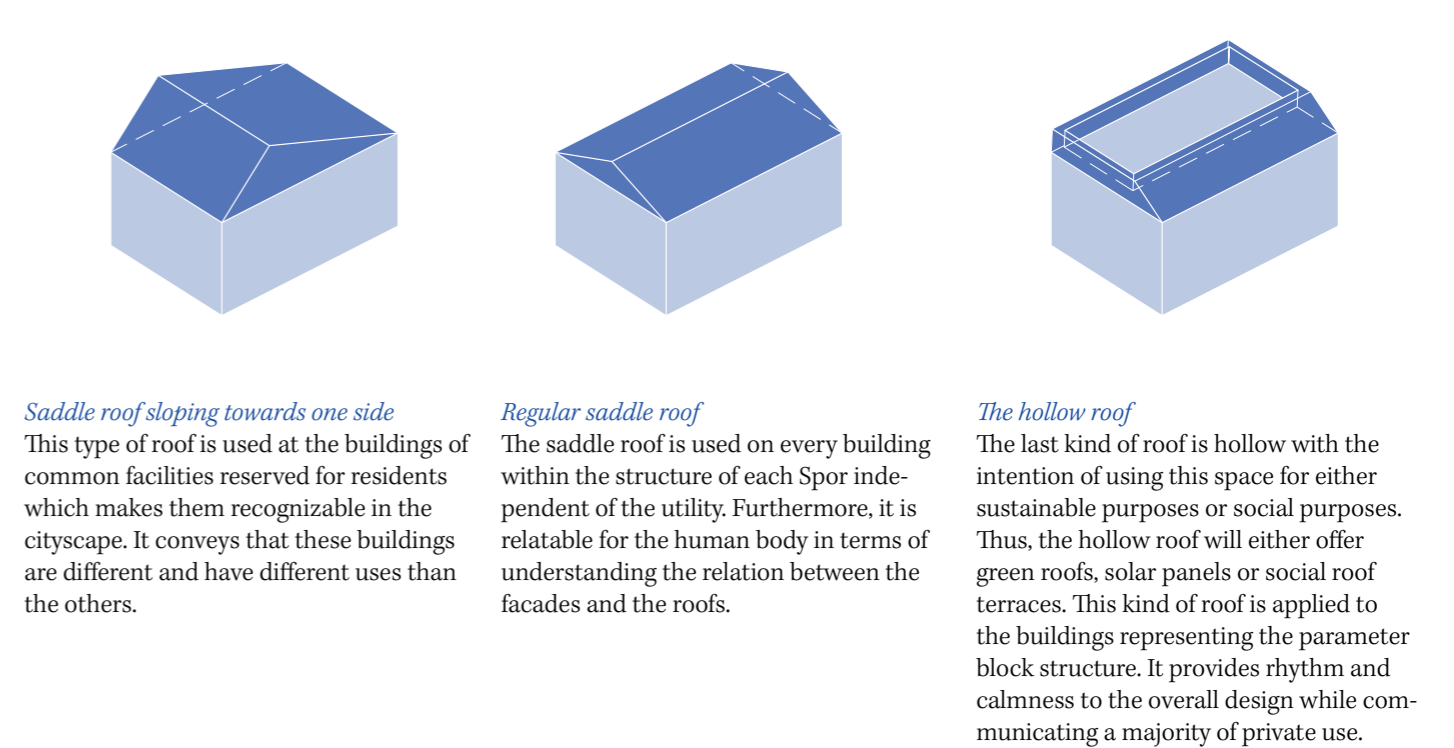 Saddle roof sloping towards one side
This type of roof is used at the buildings of
common facilities reserved for residents
which makes them recognizable in the
cityscape. It conveys that these buildings
are different and have different uses than
the others.
Regular saddle roof
The saddle roof is used on every building
within the structure of each Spor inde-
pendent of the utility. Furthermore, it is
relatable for the human body in terms of
understanding the relation between the
facades and the roofs.
The hollow roof
The last kind of roof is hollow with the
intention of using this space for either
sustainable purposes or social purposes.
Thus, the hollow roof will either offer
green roofs, solar panels or social roof
terraces. This kind of roof is applied to
the buildings representing the parameter
block structure. It provides rhythm and
calmness to the overall design while com-
municating a majority of private use.